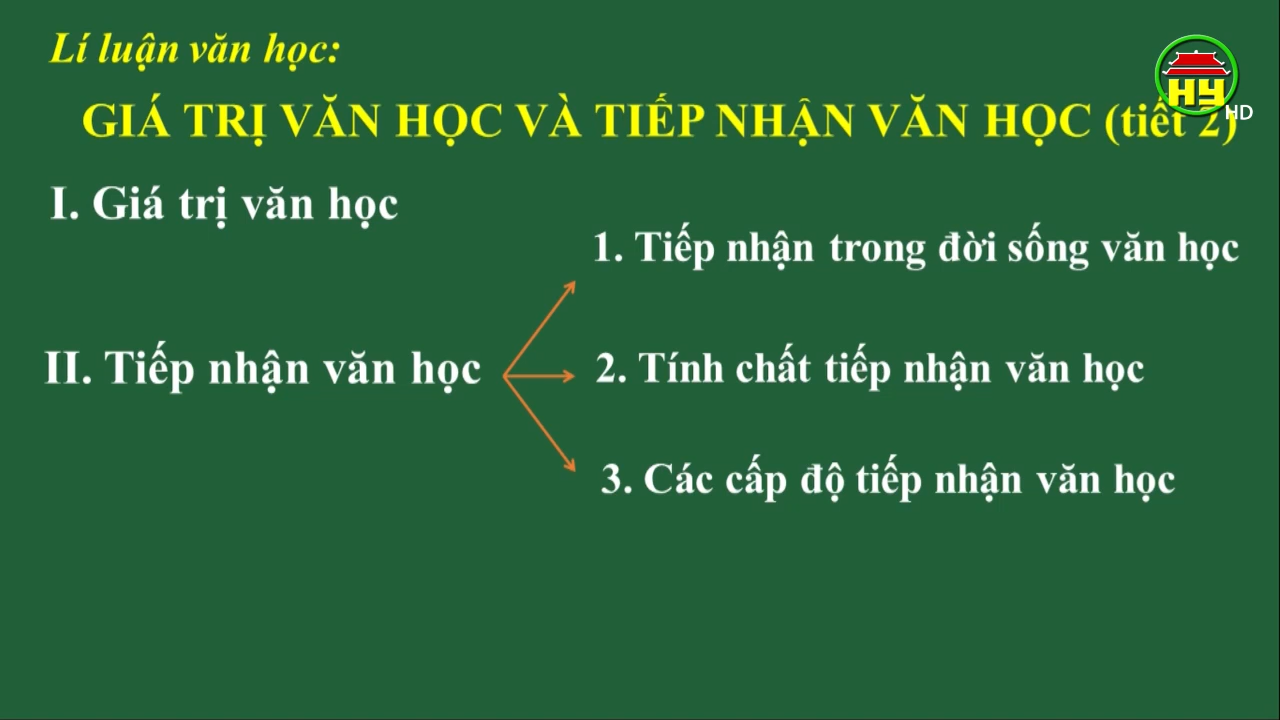 Lí luận văn học:
GIÁ TRỊ VĂN HỌC VÀ TIẾP NHẬN VĂN HỌC (tiết 2)
HY
HD
I. Giá trị văn học
1. Tiếp nhận trong đời sống văn học
II. Tiếp nhận văn học
2. Tính chất tiếp nhận văn học
3. Các cấp độ tiếp nhận văn học